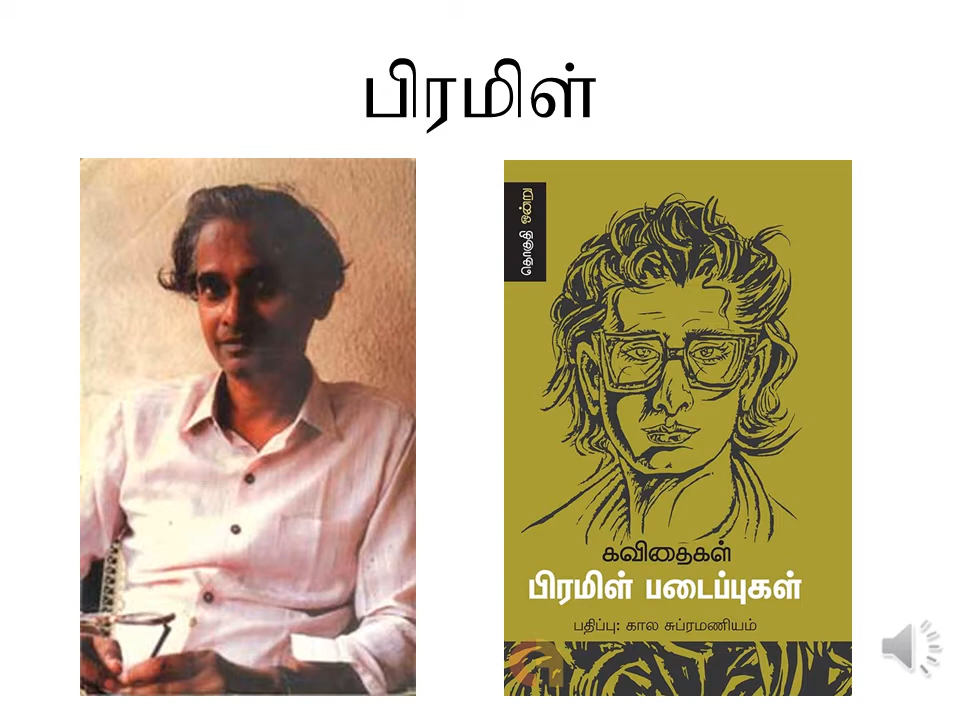 பிரமிள்
தொகுதி ஒன்று
கவிதைகள்
பிரமிள் படைப்புகள்
பதிப்பு: கால சுப்ரமணியம்